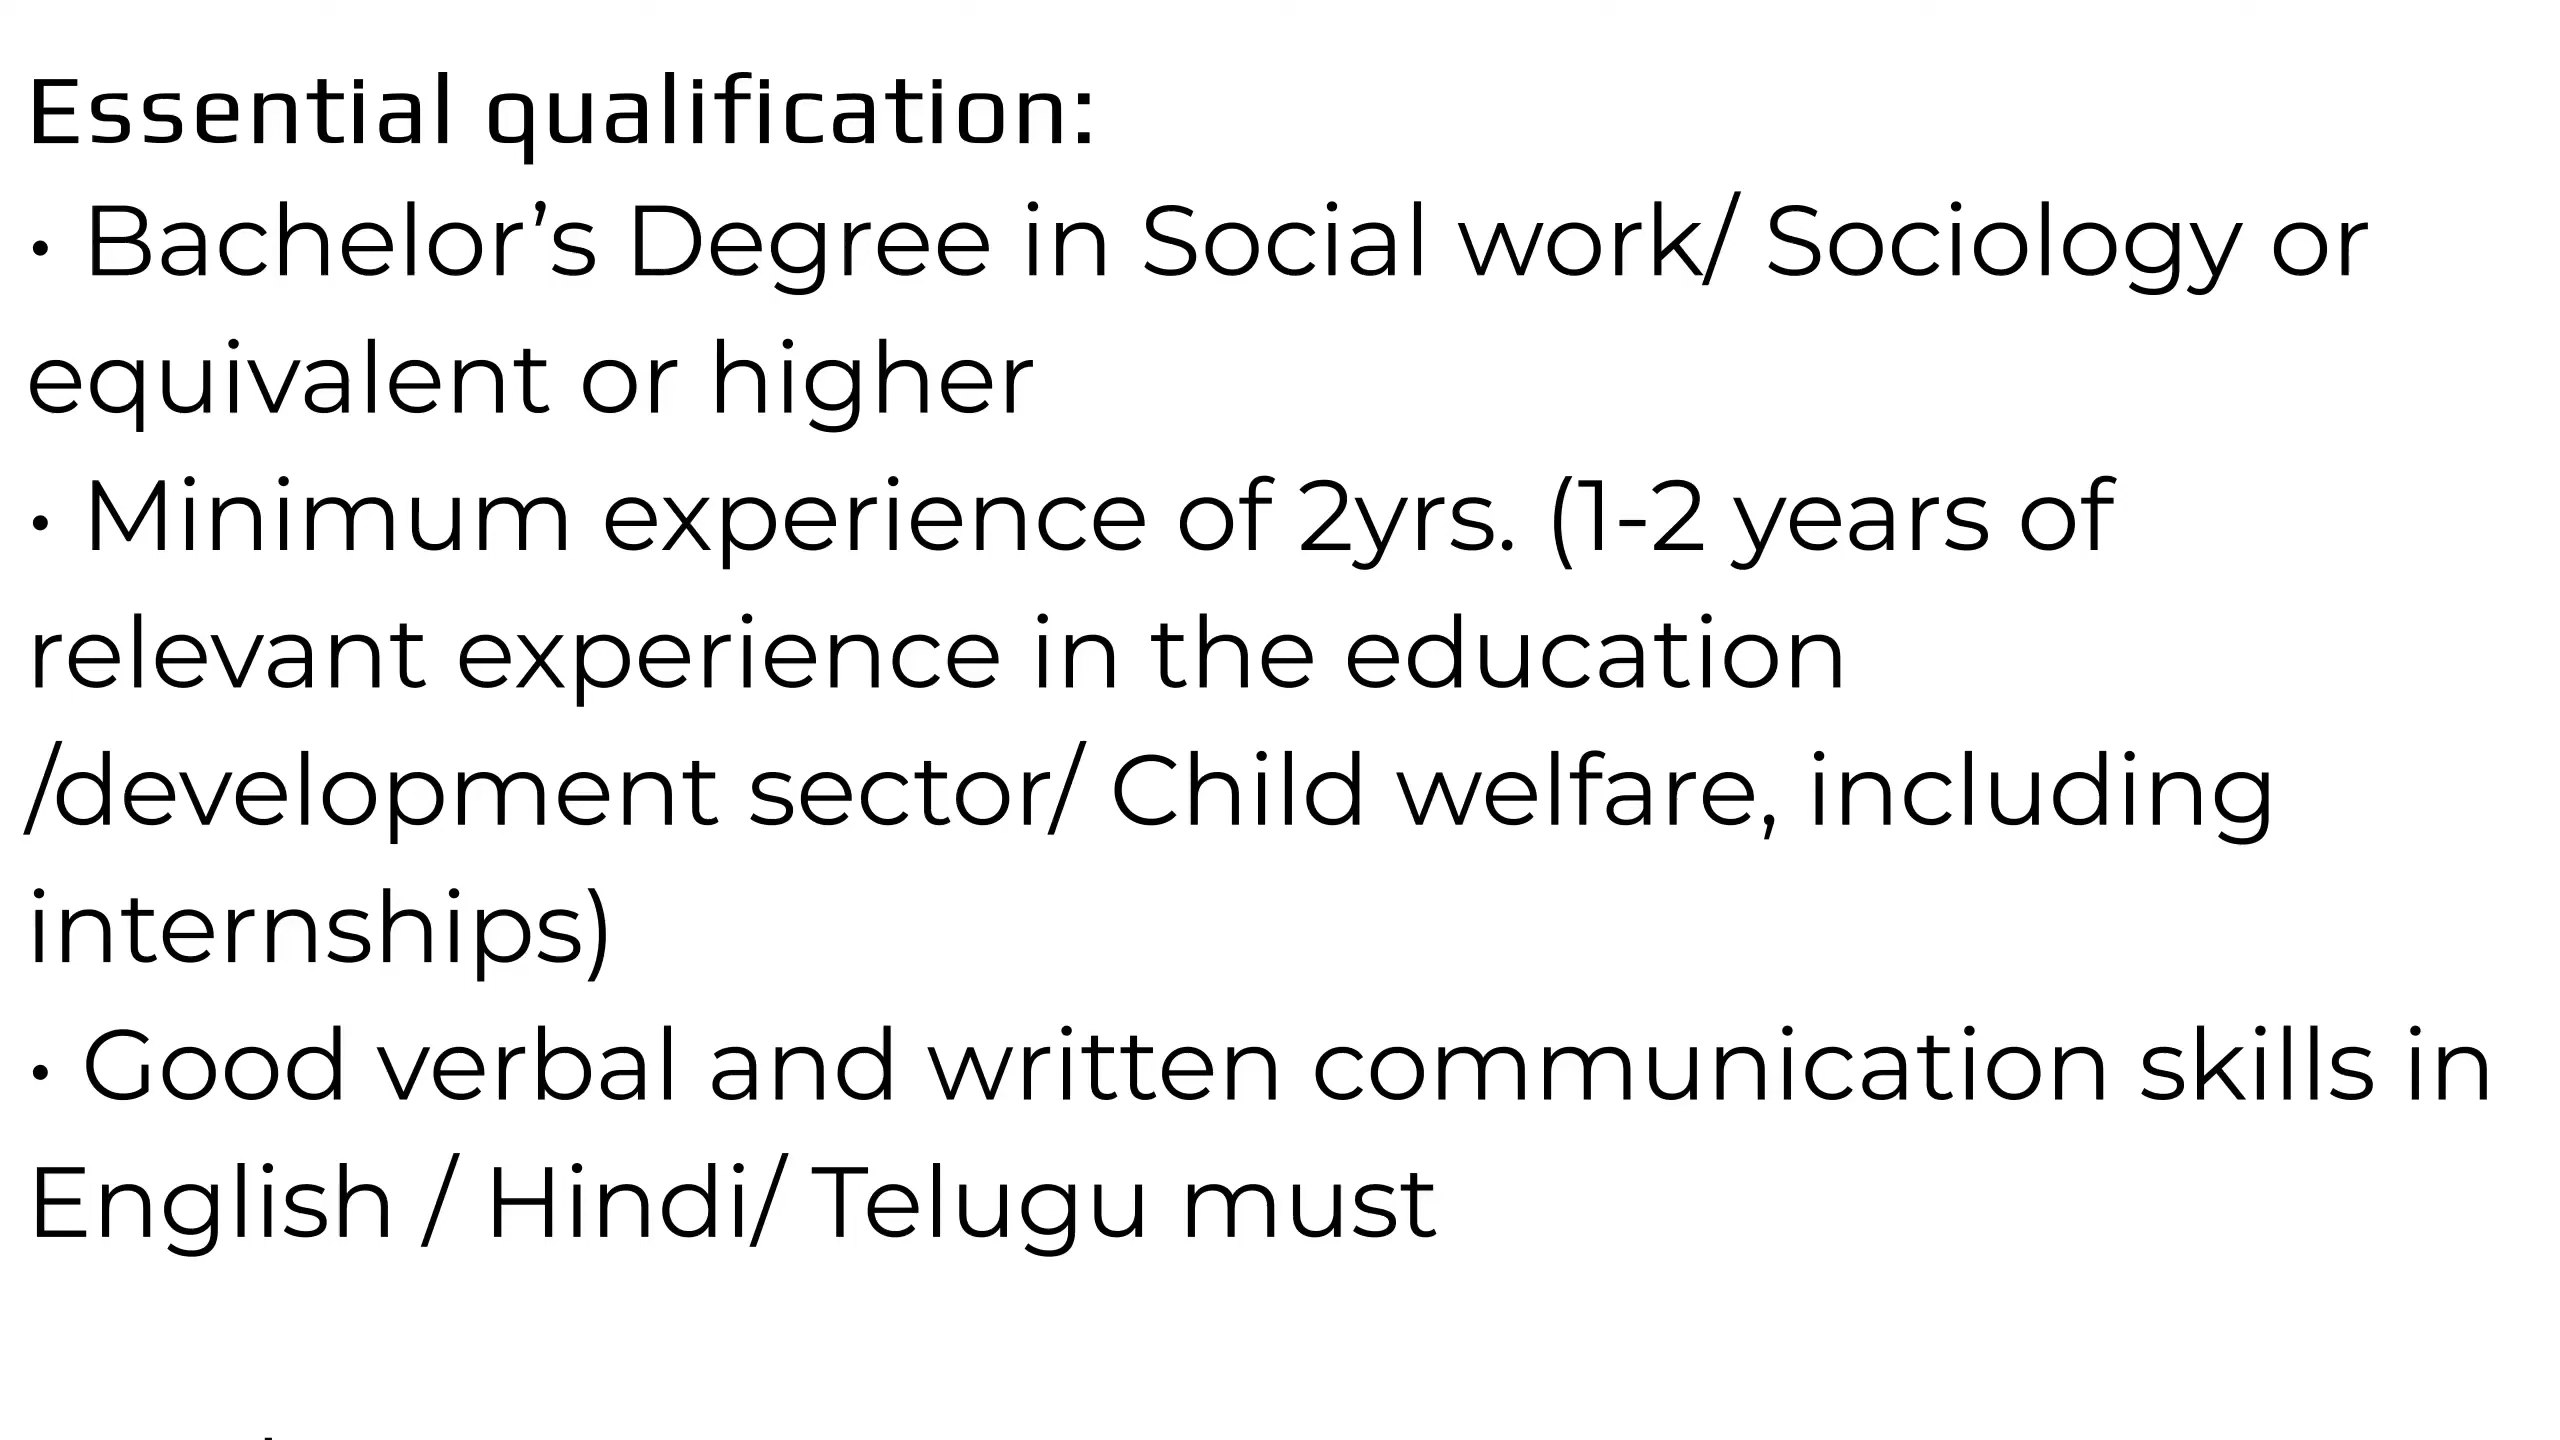 Essential qualification:
• Bachelor’s Degree in Social work/ Sociology or
equivalent or higher
• Minimum experience of 2yrs. (1-2 years of
relevant experience in the education
/development sector/ Child welfare, including
internships)
• Good verbal and written communication skills in
English / Hindi/ Telugu must